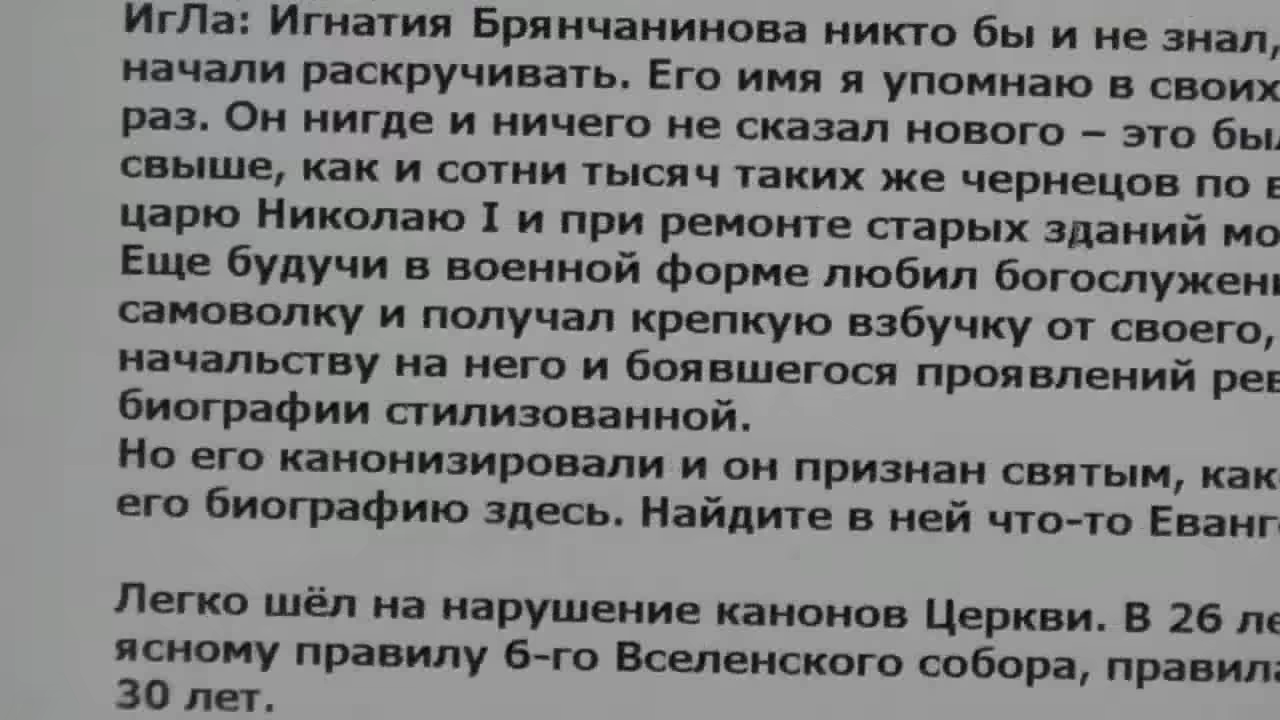 ИгЛа: Игнатия Брянчанинова никто бы и не знал,
начали раскручивать. Его имя я упомнаю в своих
раз. Он нигде и ничего не сказал нового – это
свыше, как и сотни тысяч таких же чернецов по
царю Николаю I и при ремонте старых зданий
Еще будучи в военной форме любил
самоволку и получал крепкую взбучку от своего,
начальству на него и боявшегося проявлений
биографии стилизованной.
Но его канонизировали и он признан святым,
его биографию здесь. Найдите в ней что-то
Легко шёл на нарушение канонов Церкви. В 26
ясному правилу 6-го Вселенского собора,
30 лет.